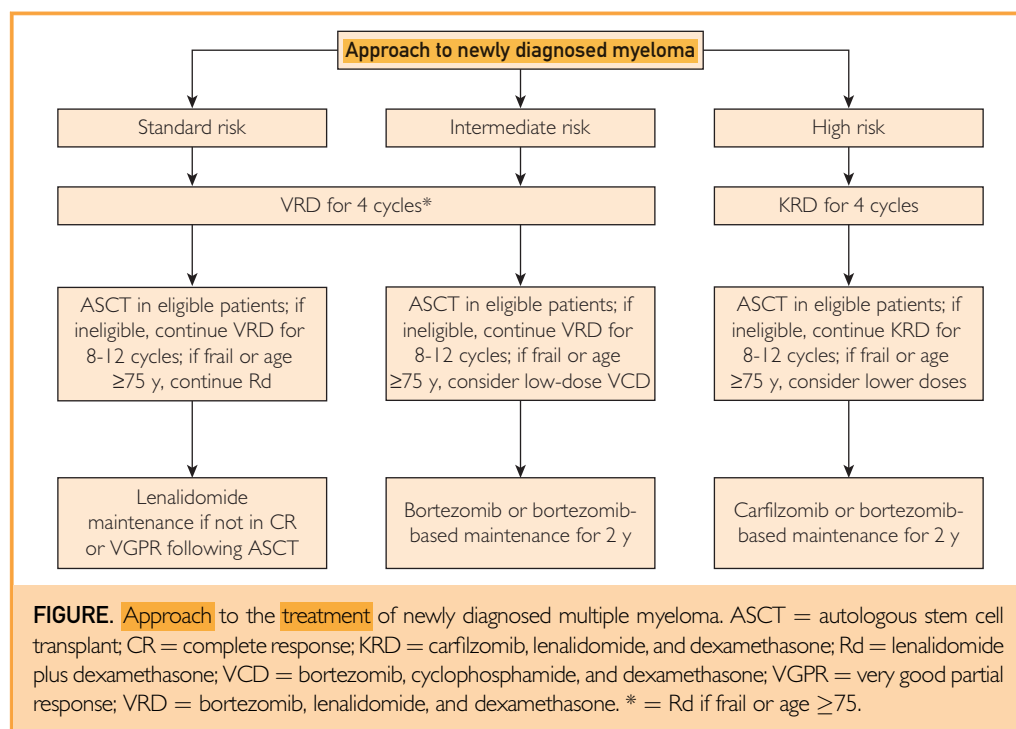 Approach to newly diagnosed myeloma
Standard risk
Intermediate risk
High risk
VRD for 4 cycles*
KRD for 4 cycles
ASCT in eligible patients; if
ineligible, continue VRD for
8-12 cycles; if frail or age
≥75 y, continue Rd
ASCT in eligible patients; if
ineligible, continue VRD for
8-12 cycles; if frail or age
≥75 y, consider low-dose VCD
ASCT in eligible patients; if
ineligible, continue KRD for
8-12 cycles; if frail or age
≥75 y, consider lower doses
Lenalidomide
maintenance if not in CR
or VGPR following ASCT
Bortezomib or bortezomib-
based maintenance for 2 y
Carfilzomib or bortezomib-
based maintenance for 2 y
FIGURE. Approach to the treatment of newly diagnosed multiple myeloma. ASCT = autologous stem cell
transplant; CR = complete response; KRD = carfilzomib, lenalidomide, and dexamethasone; Rd = lenalidomide
plus dexamethasone; VCD = bortezomib, cyclophosphamide, and dexamethasone; VGPR = very good partial
response; VRD = bortezomib, lenalidomide, and dexamethasone. * = Rd if frail or age ≥75.